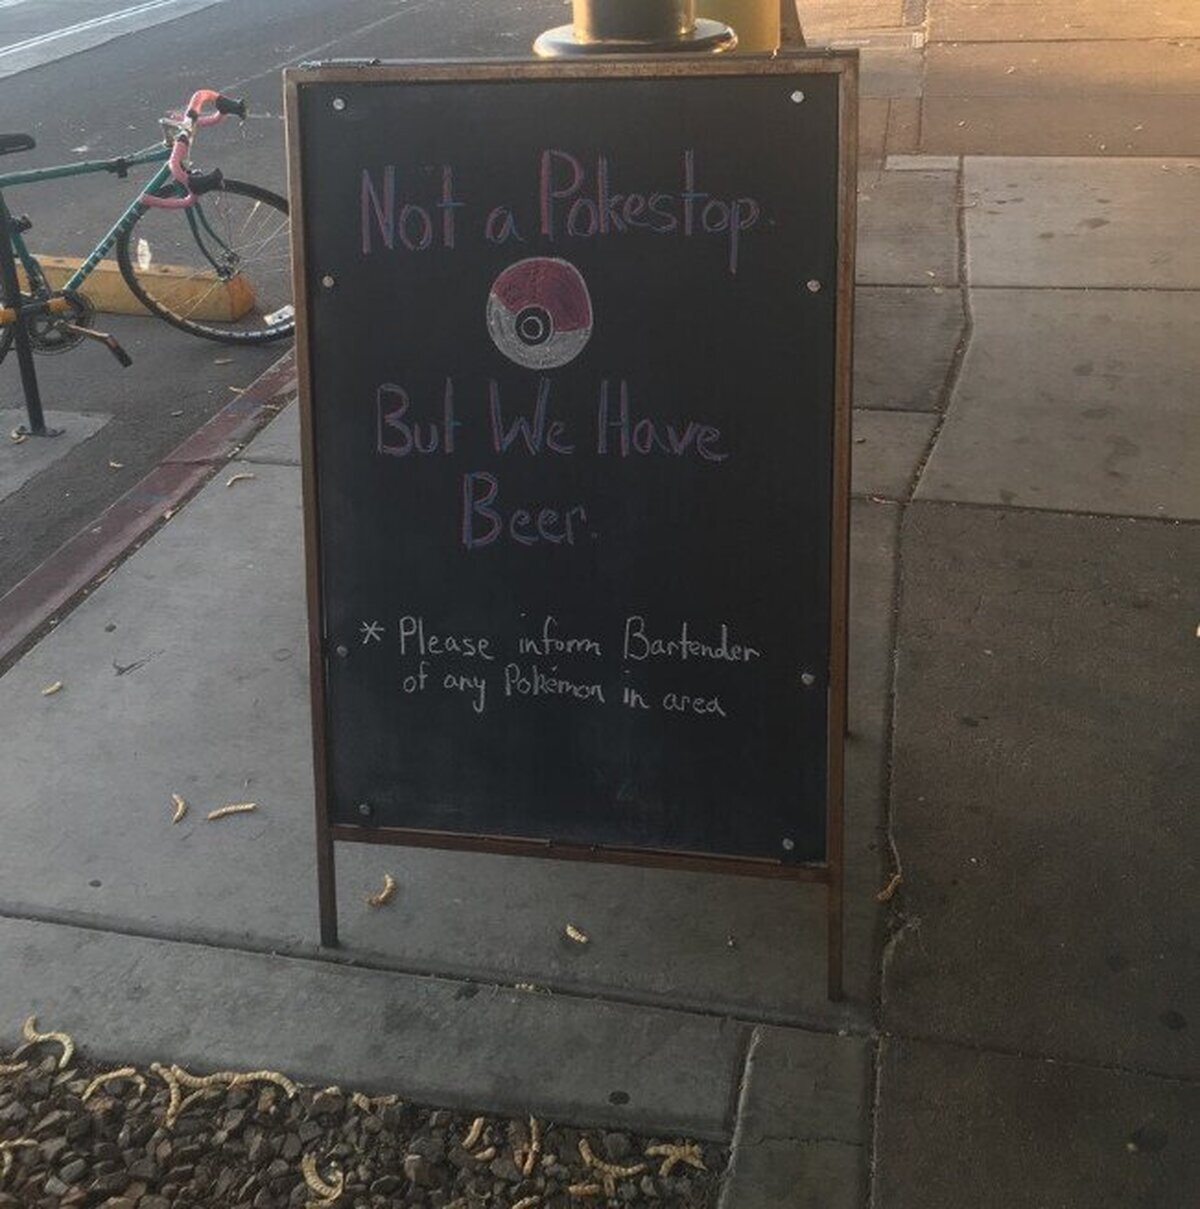 Not a Pokestop.
But We Have
Beer.
* Please inform Bartender
of any Pokémon in area